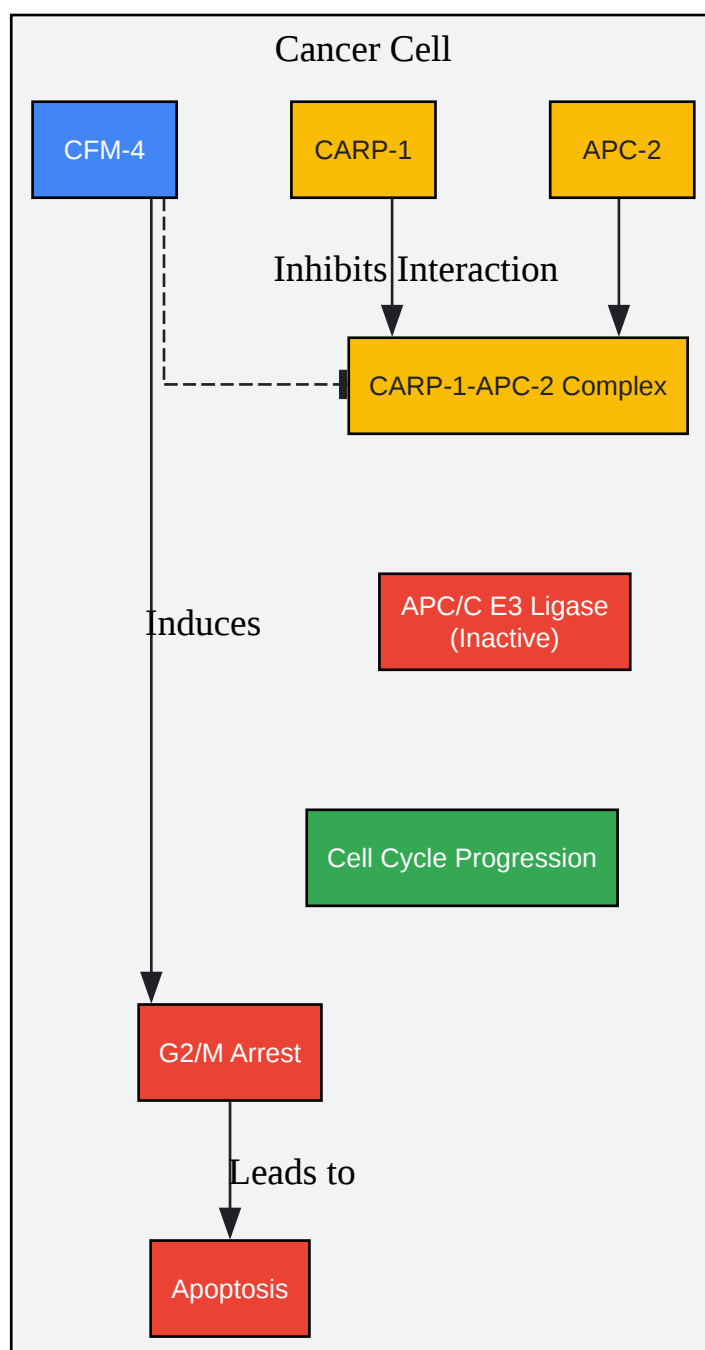 Cancer Cell
CFM-4
CARP-1
APC-2
Inhibits Interaction
CARP-1-APC-2 Complex
APC/C E3 Ligase
(Inactive)
Induces
Cell Cycle Progression
G2/M Arrest
Leads to
Apoptosis